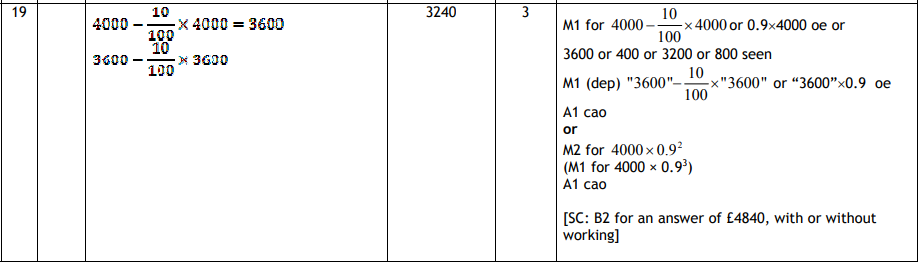 19
4000 − 10/100 × 4000 = 3600
3600 − 10/100 × 3600
3240
3
M1 for 4000 − 10/100 × 4000 or 0.9×4000 oe or
3600 or 400 or 3200 or 800 seen
M1 (dep) "3600"− 10/100 ×"3600" or “3600”×0.9 oe
A1 cao
or
M2 for 4000 × 0.9²
(M1 for 4000 × 0.9³)
A1 cao
[SC: B2 for an answer of £4840, with or without
working]